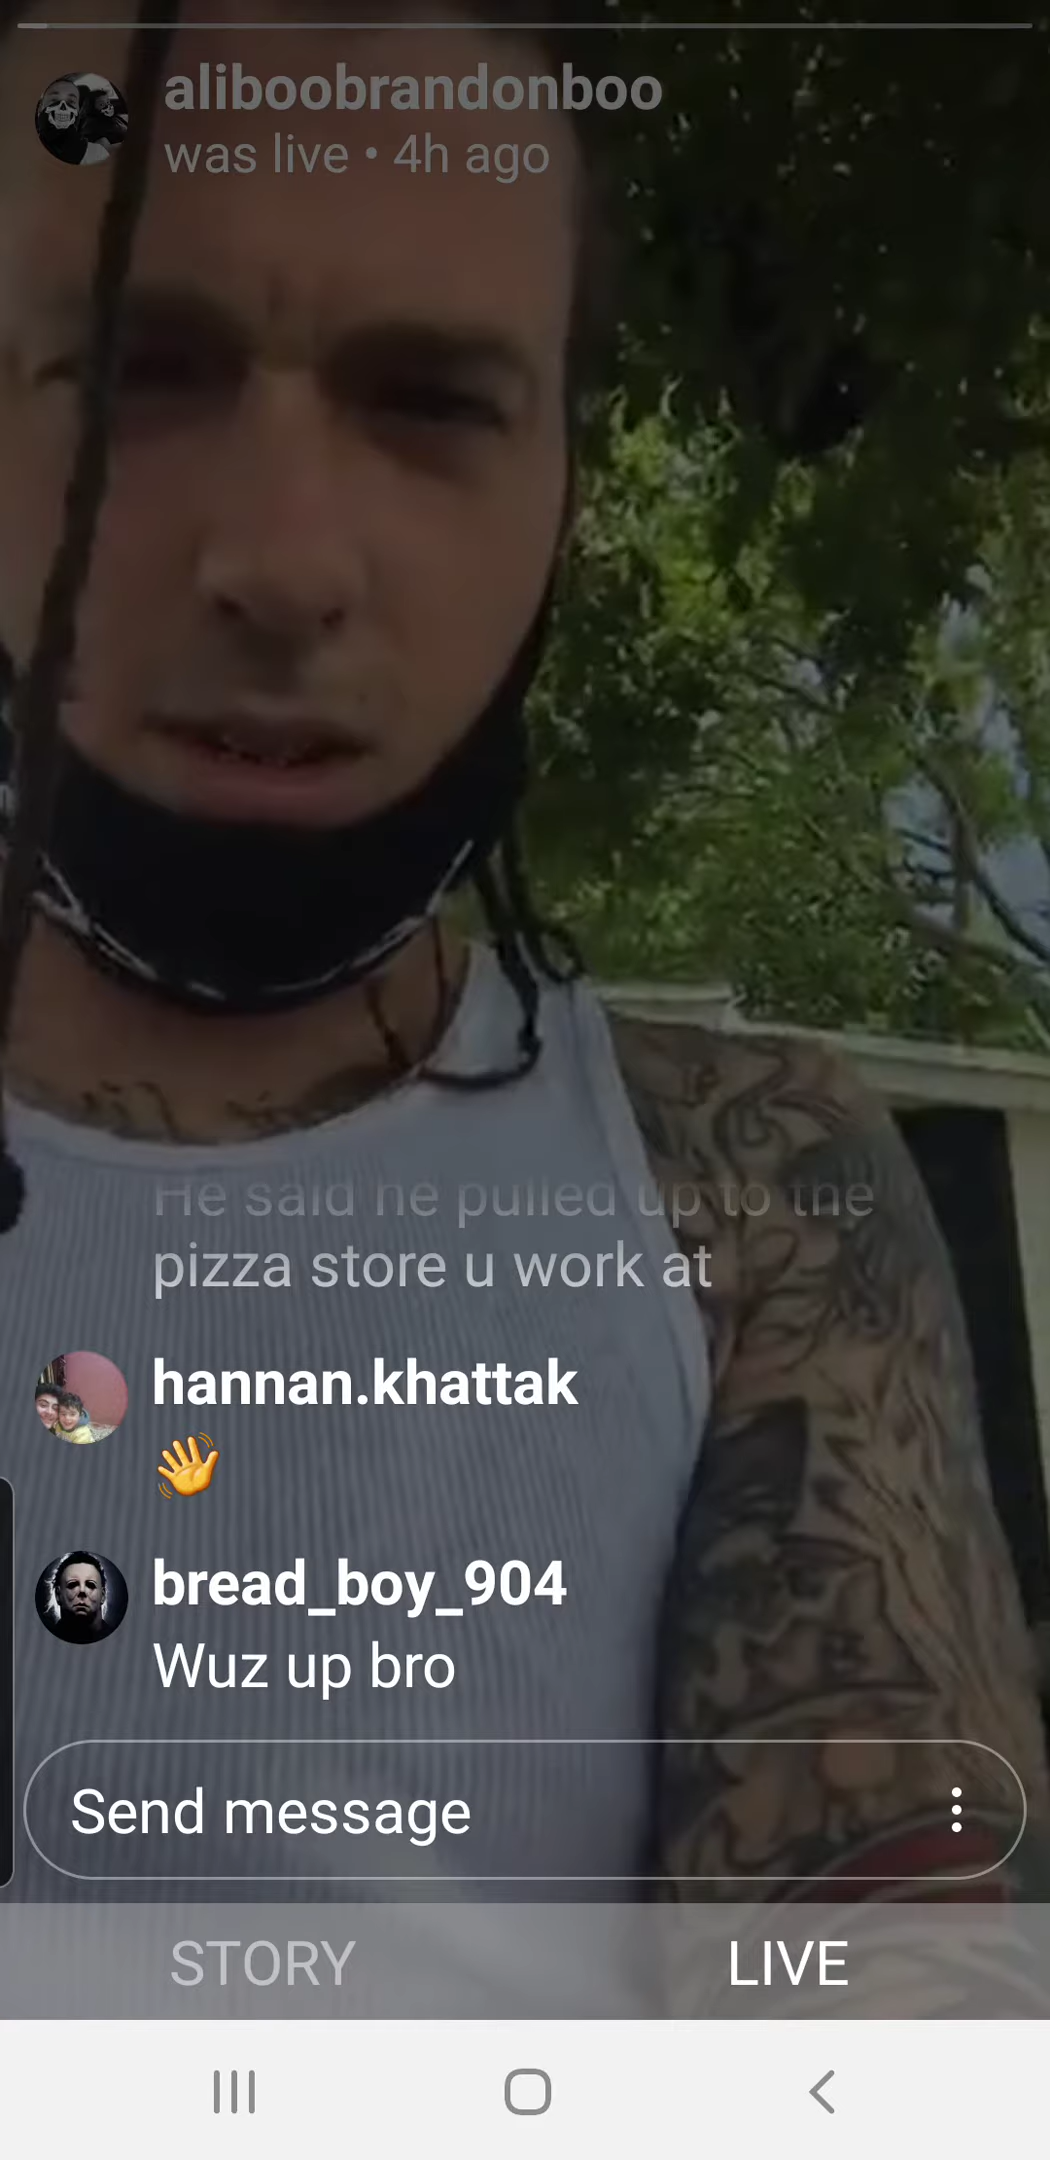 aliboobrandonboo
was live • 4h ago
He said he pulled up to the
pizza store u work at
hannan.khattak
👋
bread_boy_904
Wuz up bro
Send message
STORY
LIVE